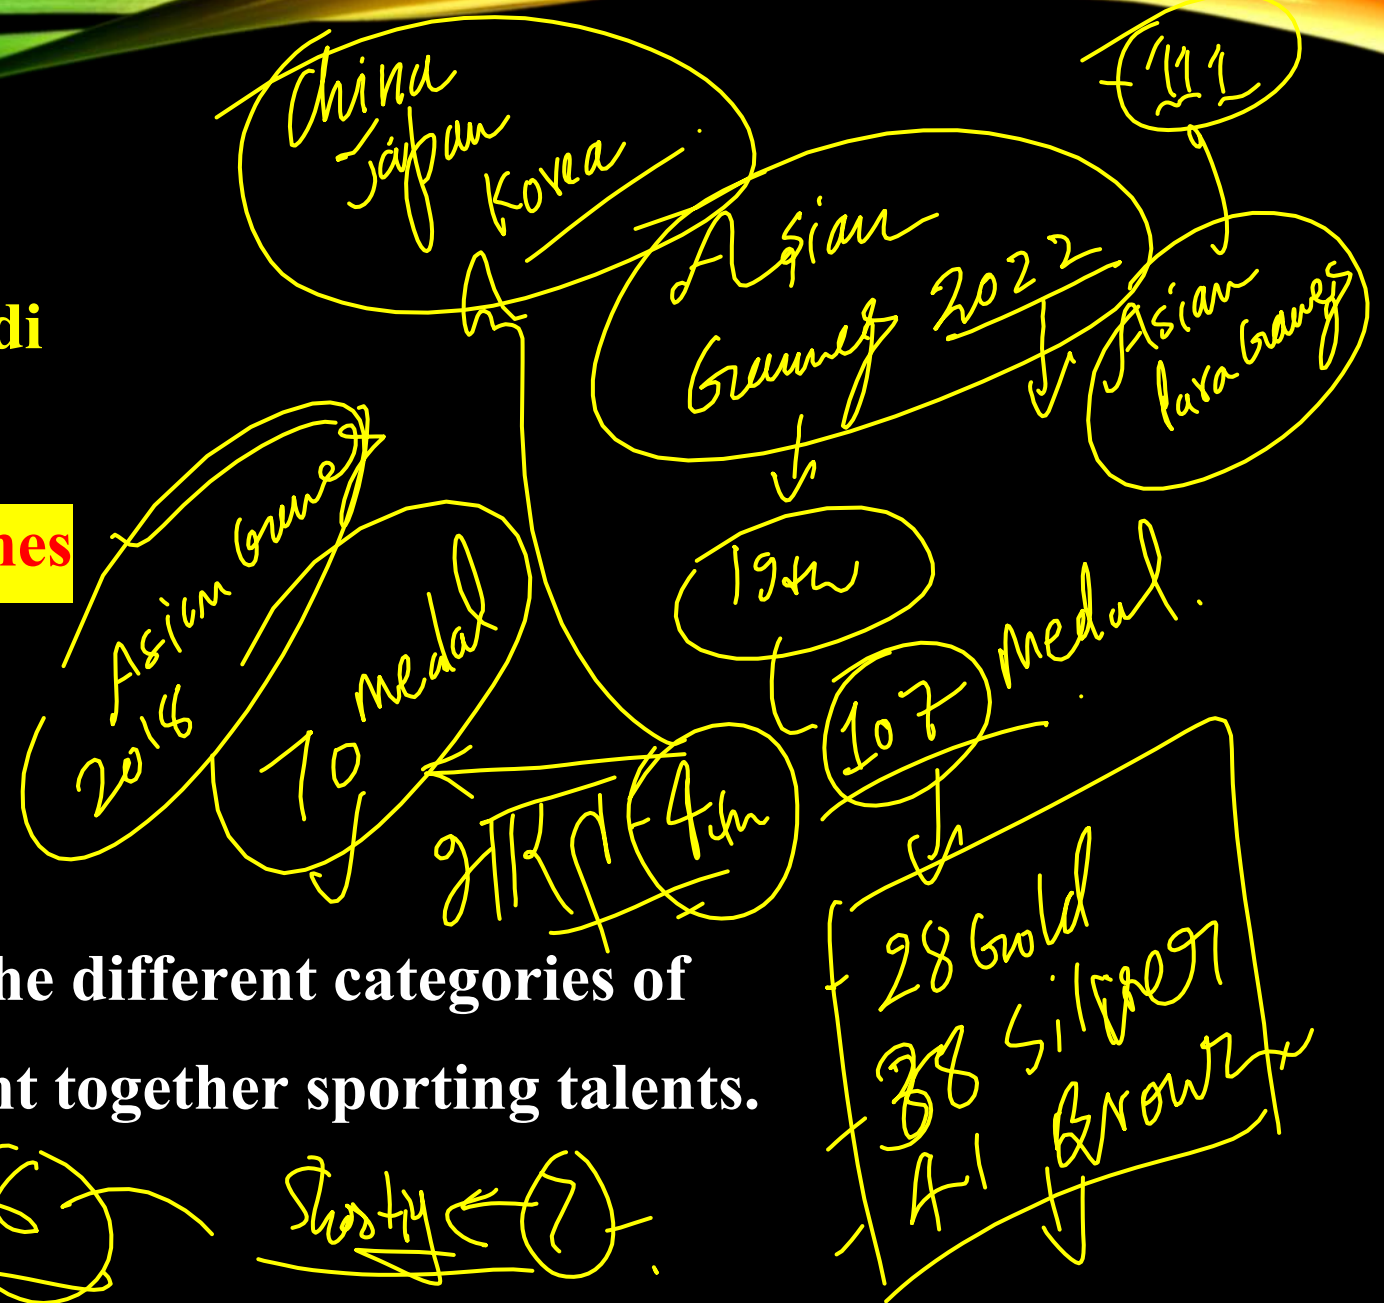 China
Japan
Korea
111
Asian
Games 2022
Asian
Para Games
di
Asian Games
2018
nes
19th
70 medal
107 Medal.
भारत - 4th
28 Gold
38 Silver
41 Bronz
he different categories of
nt together sporting talents.